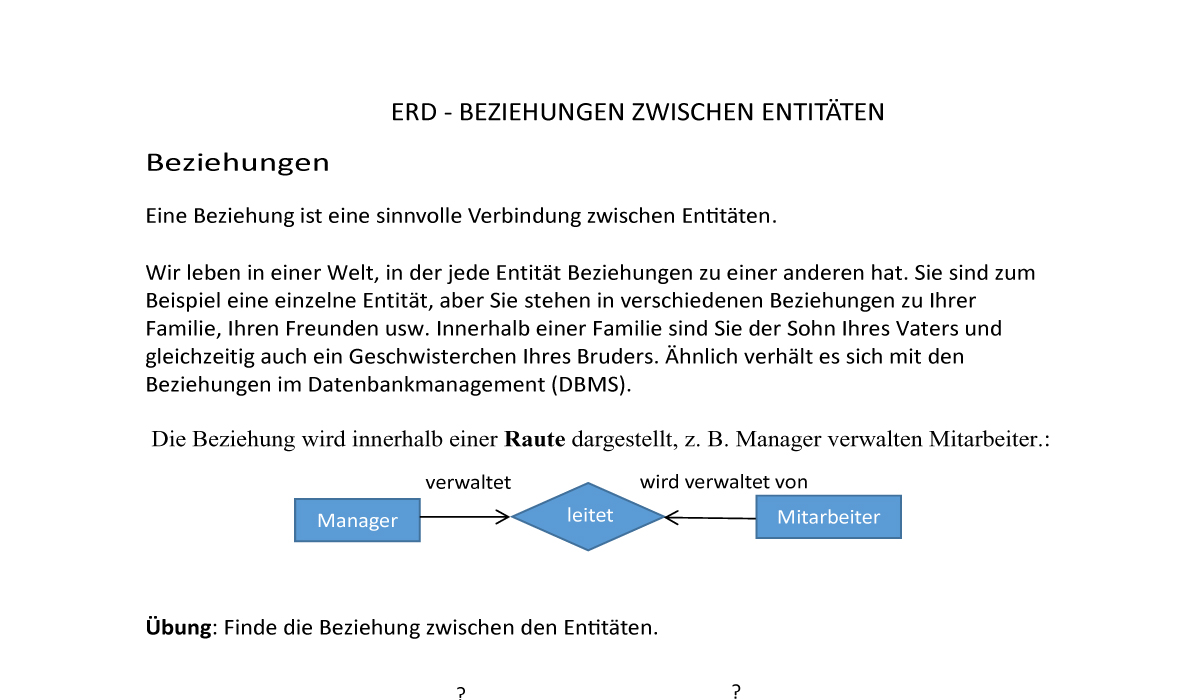 ERD - BEZIEHUNGEN ZWISCHEN ENTITÄTEN
Beziehungen
Eine Beziehung ist eine sinnvolle Verbindung zwischen Entitäten.
Wir leben in einer Welt, in der jede Entität Beziehungen zu einer anderen hat. Sie sind zum
Beispiel eine einzelne Entität, aber Sie stehen in verschiedenen Beziehungen zu Ihrer
Familie, Ihren Freunden usw. Innerhalb einer Familie sind Sie der Sohn Ihres Vaters und
gleichzeitig auch ein Geschwisterchen Ihres Bruders. Ähnlich verhält es sich mit den
Beziehungen im Datenbankmanagement (DBMS).
Die Beziehung wird innerhalb einer Raute dargestellt, z. B. Manager verwalten Mitarbeiter.:
verwaltet wird verwaltet von
Manager leitet Mitarbeiter
Übung: Finde die Beziehung zwischen den Entitäten.
? ?